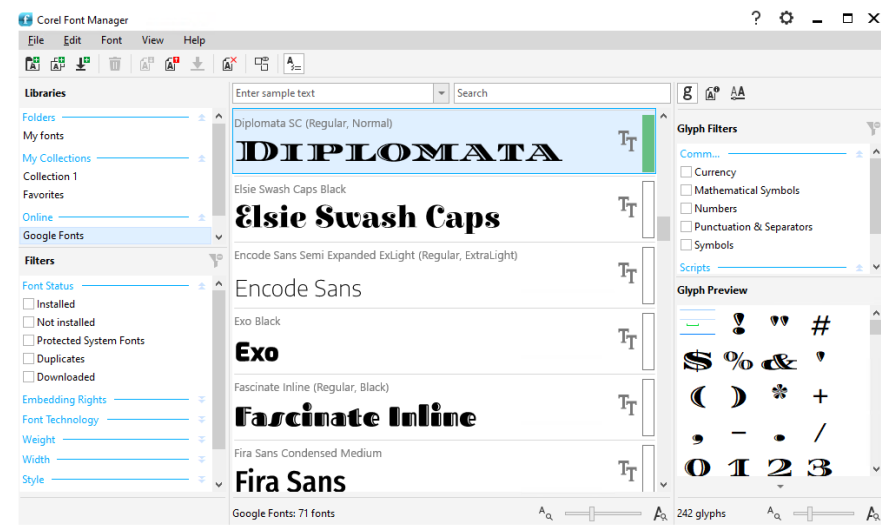 Corel Font Manager
File Edit Font View Help
Libraries
Folders
My fonts
My Collections
Collection 1
Favorites
Online
Google Fonts
Filters
Font Status
Installed
Not installed
Protected System Fonts
Duplicates
Downloaded
Embedding Rights
Font Technology
Weight
Width
Style
Enter sample text
Search
Diplomata SC (Regular, Normal)
DIPLOMATA
Elsie Swash Caps Black
Elsie Swash Caps
Encode Sans Semi Expanded ExLight (Regular, ExtraLight)
Encode Sans
Exo Black
Exo
Fascinate Inline (Regular, Black)
Fascinate Inline
Fira Sans Condensed Medium
Fira Sans
Google Fonts: 71 fonts
Glyph Filters
Comm...
Currency
Mathematical Symbols
Numbers
Punctuation & Separators
Symbols
Scripts
Glyph Preview
! " #
$ % & '
( ) * +
, - . /
0 1 2 3
242 glyphs